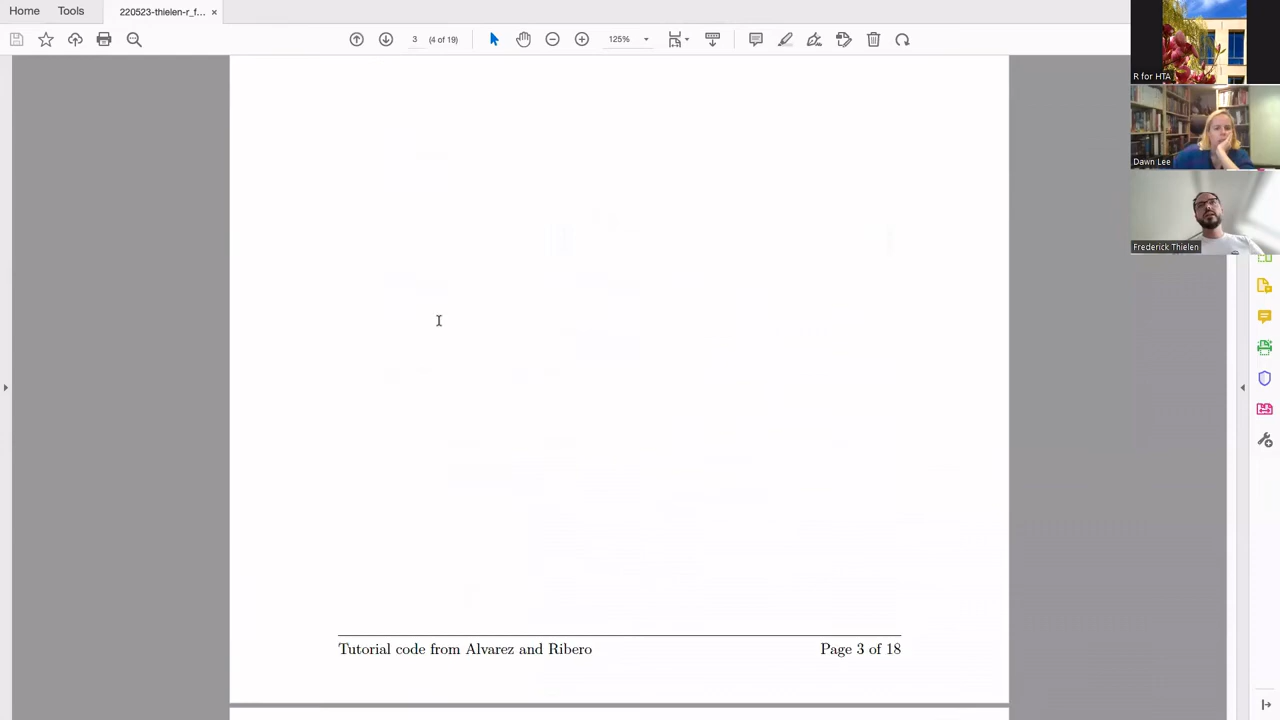 Home
Tools
220523-thielen-r_f...
3
(4 of 19)
125%
R for HTA
Dawn Lee
Frederick Thielen
Tutorial code from Alvarez and Ribero
Page 3 of 18